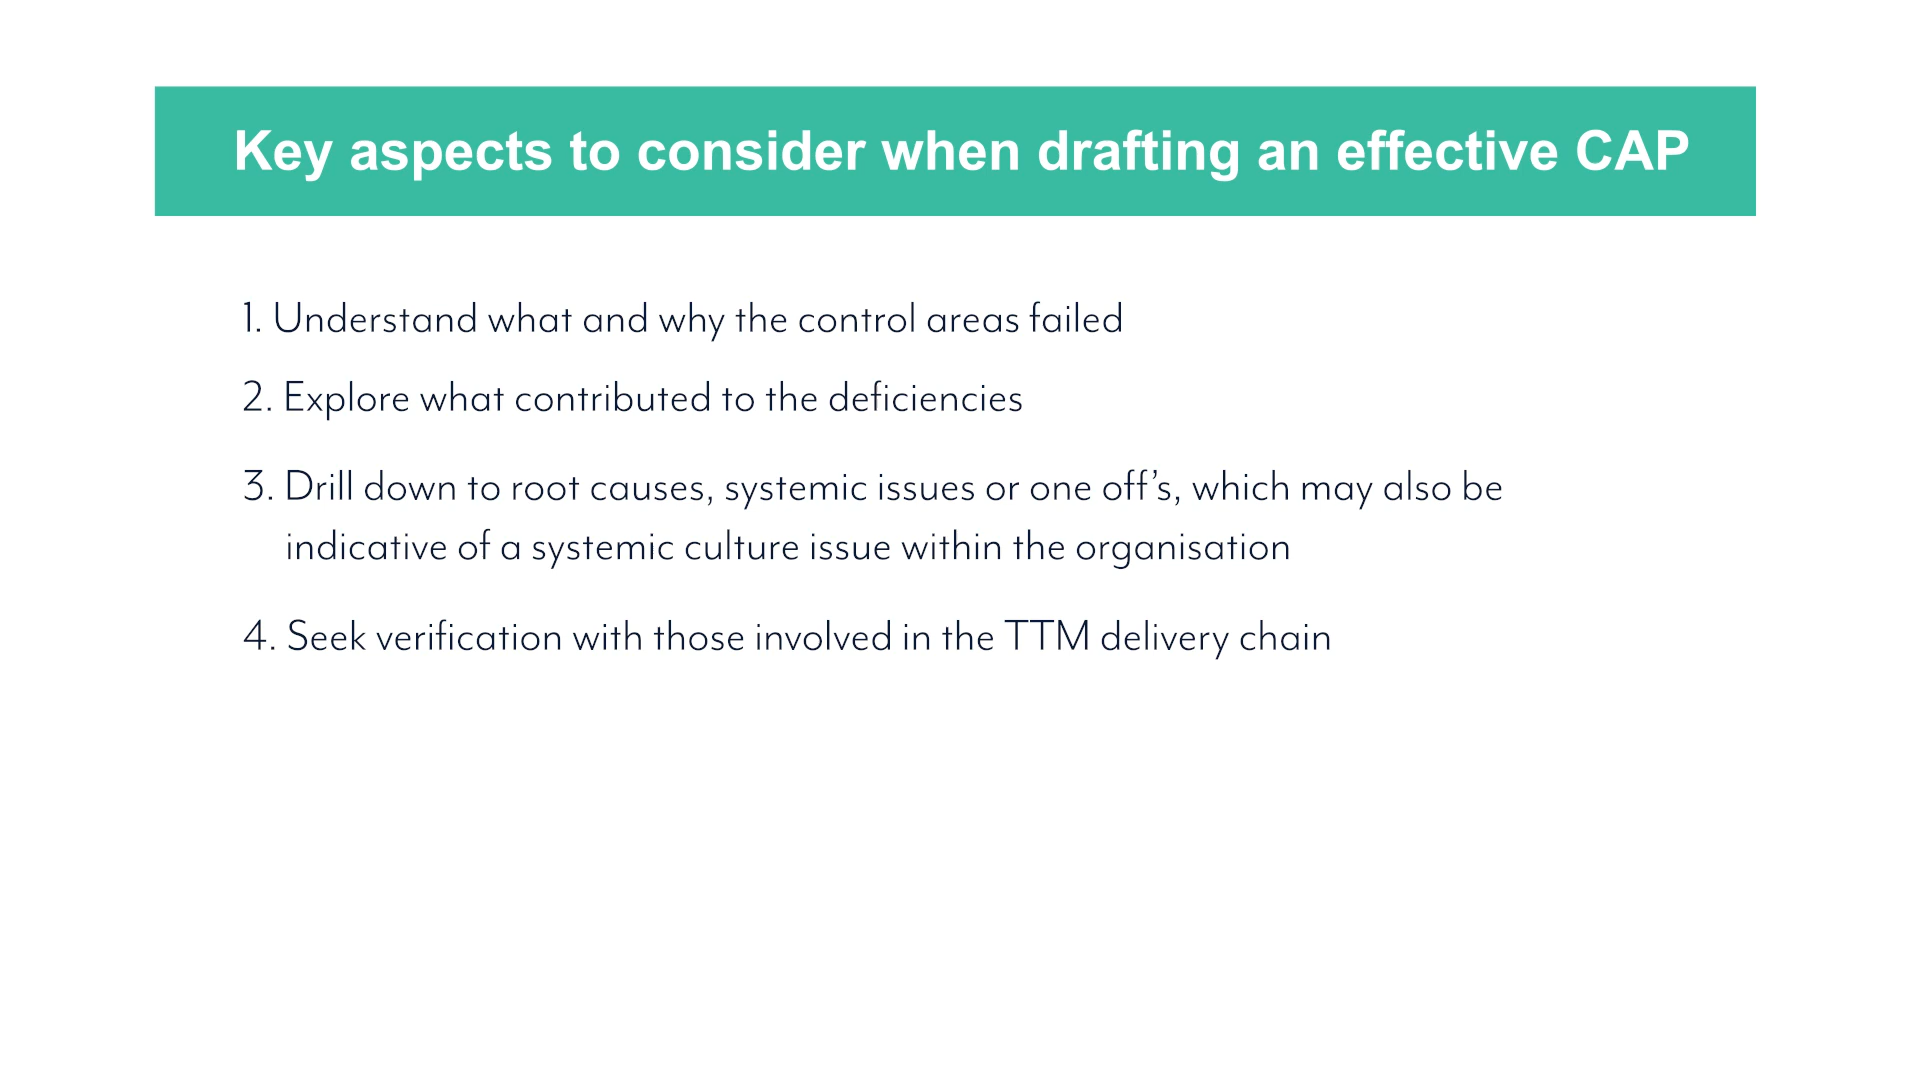 Key aspects to consider when drafting an effective CAP
1. Understand what and why the control areas failed
2. Explore what contributed to the deficiencies
3. Drill down to root causes, systemic issues or one off’s, which may also be
indicative of a systemic culture issue within the organisation
4. Seek verification with those involved in the TTM delivery chain